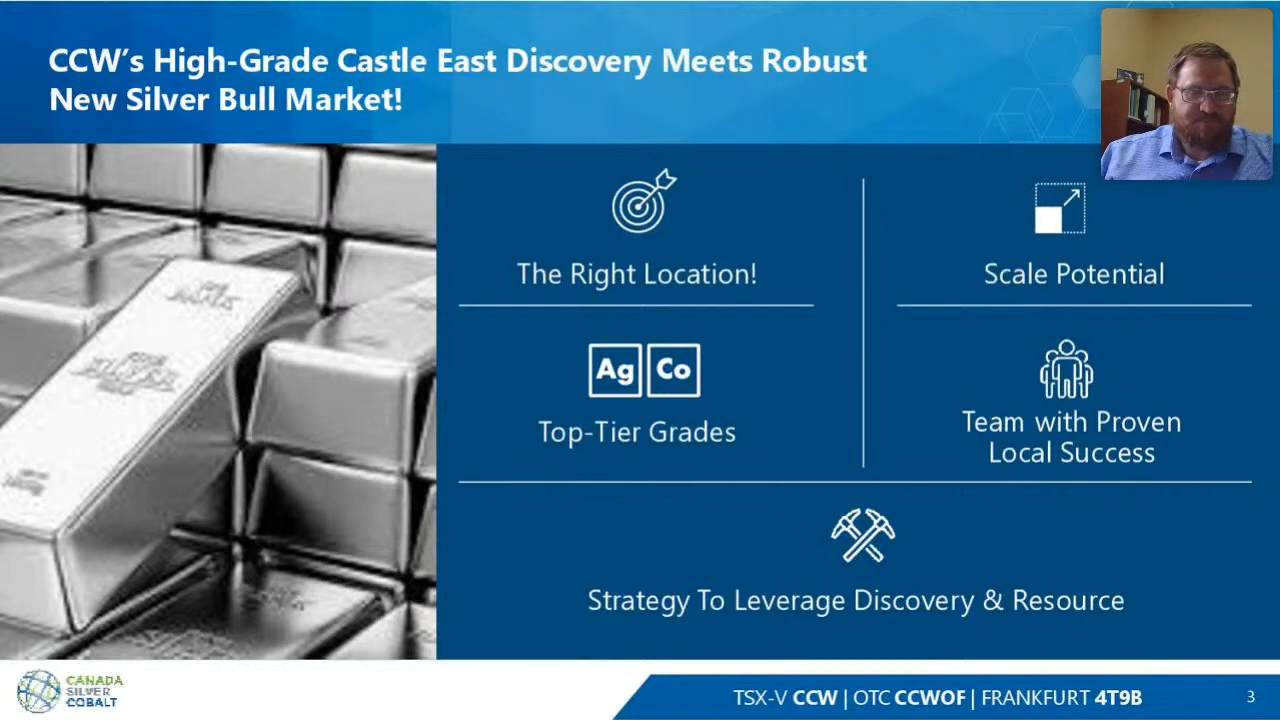 CCW's High-Grade Castle East Discovery Meets Robust
New Silver Bull Market!
The Right Location!
Scale Potential
Ag Co
Top-Tier Grades
Team with Proven
Local Success
Strategy To Leverage Discovery & Resource
CANADA
SILVER
COBALT
TSX-V CCW | OTC CCWOF | FRANKFURT 4T9B
3